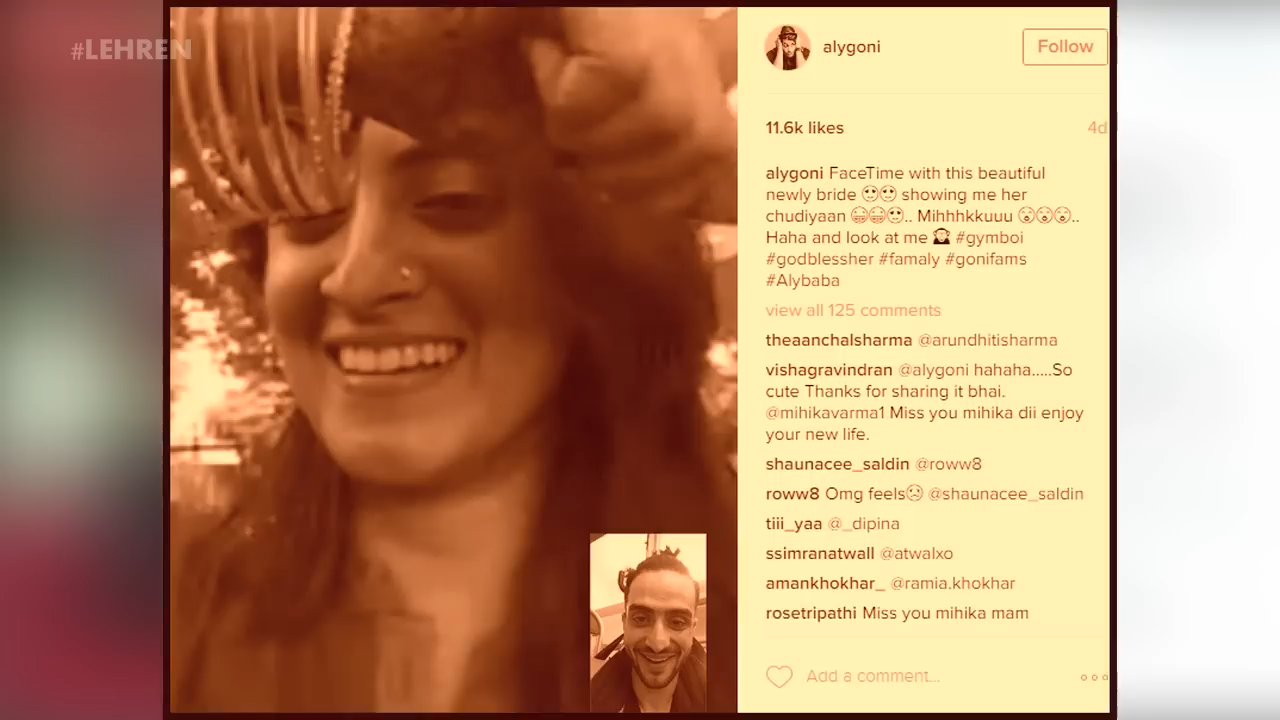 #LEHREN
alygoni
Follow
11.6k likes
4d
alygoni FaceTime with this beautiful
newly bride 😍😍 showing me her
chudiyaan 😂😂😍.. Mihhhkkuuu 😘😘😘..
Haha and look at me 🙈 #gymboi
#godblessher #famaly #gonifams
#Alybaba
view all 125 comments
theaanchalsharma @arundhitisharma
vishagravindran @alygoni hahaha.....So
cute Thanks for sharing it bhai.
@mihikavarma1 Miss you mihika dii enjoy
your new life.
shaunacee_saldin @roww8
roww8 Omg feels😢 @shaunacee_saldin
tiii_yaa @_dipina
ssimranatwall @atwalxo
amankhokhar_ @ramia.khokhar
rosetripathi Miss you mihika mam
Add a comment...